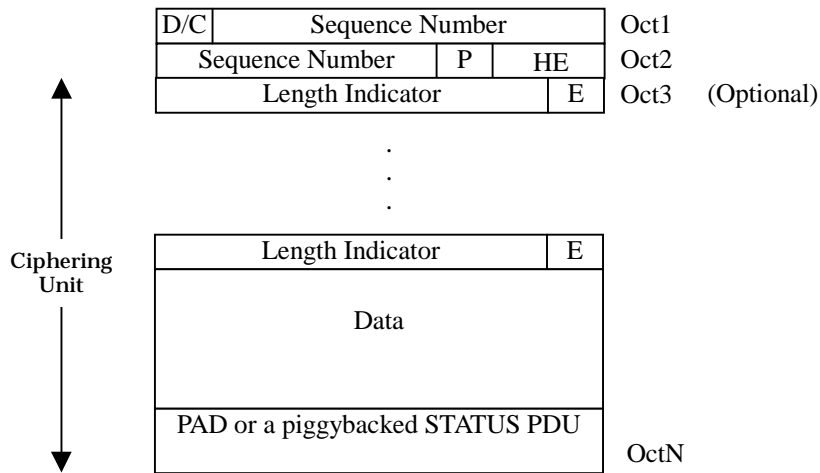 D/C Sequence Number Oct1
Sequence Number P HE Oct2
Length Indicator E Oct3 (Optional)
.
.
.
Length Indicator E
Ciphering
Unit
Data
PAD or a piggybacked STATUS PDU
OctN